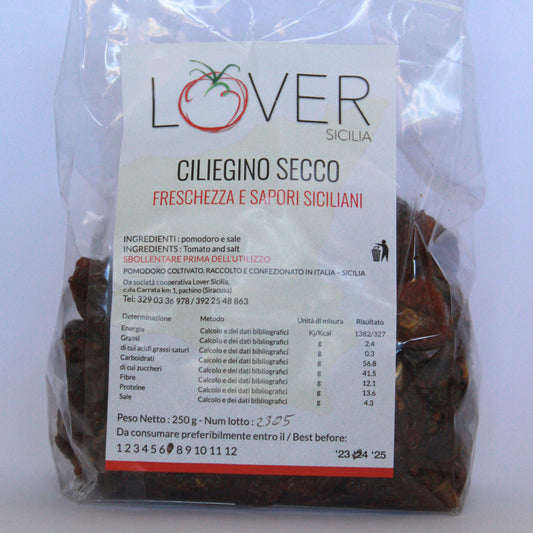 LOVER
SICILIA
CILIEGINO SECCO
FRESCHEZZA E SAPORI SICILIANI
INGREDIENTI : pomodoro e sale
INGREDIENTS : Tomato and salt
SBOLLENTARE PRIMA DELL'UTILIZZO
POMODORO COLTIVATO, RACCOLTO E CONFEZIONATO IN ITALIA – SICILIA
Da società cooperativa Lover Sicilia,
c.da Carrata km 1, pachino (Siracusa)
Tel: 329 03 36 978 / 392 25 48 863
Determinazione Metodo Unità di misura Risultato
Energia Calcolo e dei dati bibliografici Kj/Kcal 1382/327
Grassi Calcolo e dei dati bibliografici g 2.4
di cui acidi grassi saturi Calcolo e dei dati bibliografici g 0.3
Carboidrati Calcolo e dei dati bibliografici g 56.8
di cui zuccheri Calcolo e dei dati bibliografici g 41.5
Fibre Calcolo e dei dati bibliografici g 12.1
Proteine Calcolo e dei dati bibliografici g 13.6
Sale Calcolo e dei dati bibliografici g 4.3
Peso Netto : 250 g - Num lotto : 2305
Da consumare preferibilmente entro il / Best before:
1 2 3 4 5 6 7 8 9 10 11 12 '23 '24 '25